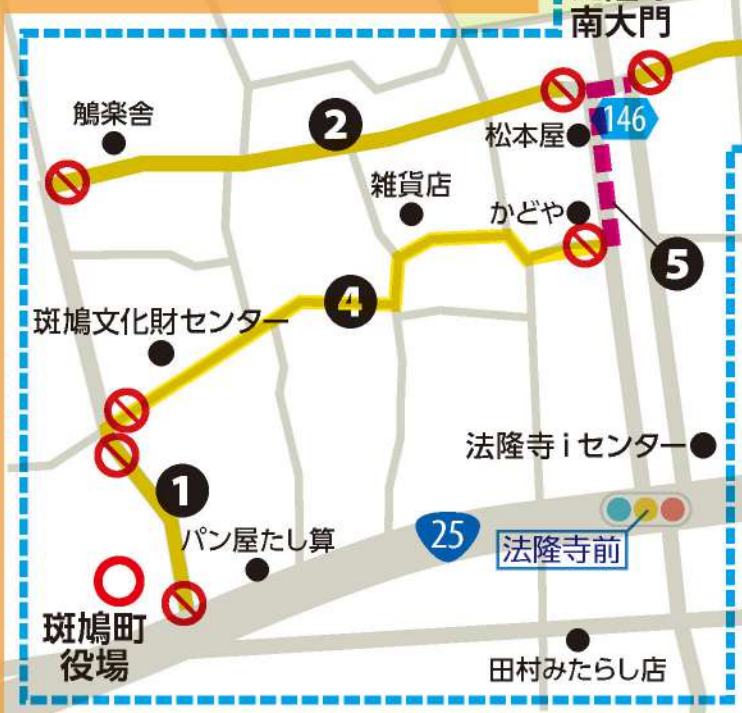 南大門
鵤楽舎
2
松本屋
146
雑貨店
かどや
5
4
斑鳩文化財センター
法隆寺iセンター
1
パン屋たし算
25
法隆寺前
斑鳩町
役場
田村みたらし店